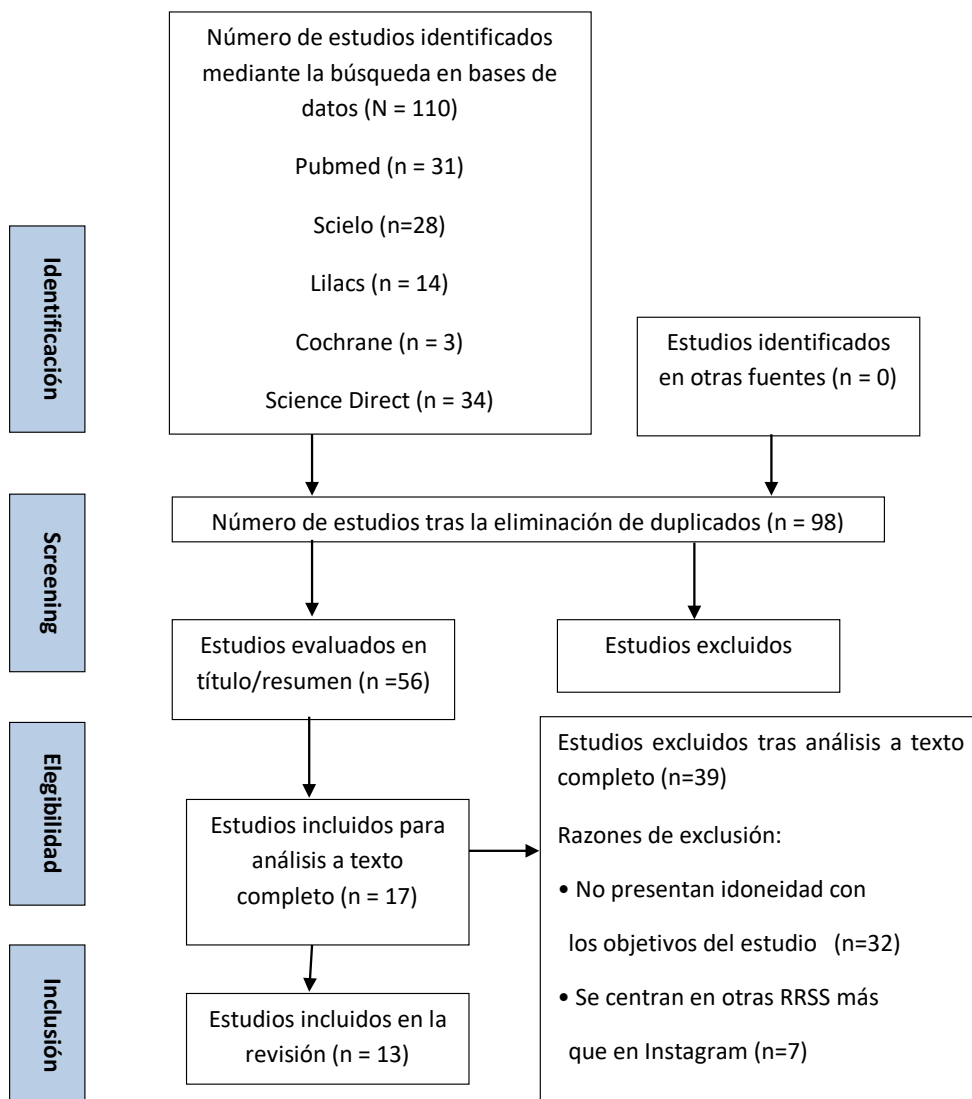 Número de estudios identificados
mediante la búsqueda en bases de
datos (N = 110)
Pubmed (n = 31)
Scielo (n=28)
Lilacs (n = 14)
Cochrane (n = 3)
Science Direct (n = 34)
Identificación
Estudios identificados
en otras fuentes (n = 0)
Screening
Número de estudios tras la eliminación de duplicados (n = 98)
Estudios evaluados en
título/resumen (n =56)
Estudios excluidos
Elegibilidad
Estudios incluidos para
análisis a texto
completo (n = 17)
Estudios excluidos tras análisis a texto
completo (n=39)
Razones de exclusión:
• No presentan idoneidad con
los objetivos del estudio (n=32)
• Se centran en otras RRSS más
que en Instagram (n=7)
Inclusión
Estudios incluidos en la
revisión (n = 13)